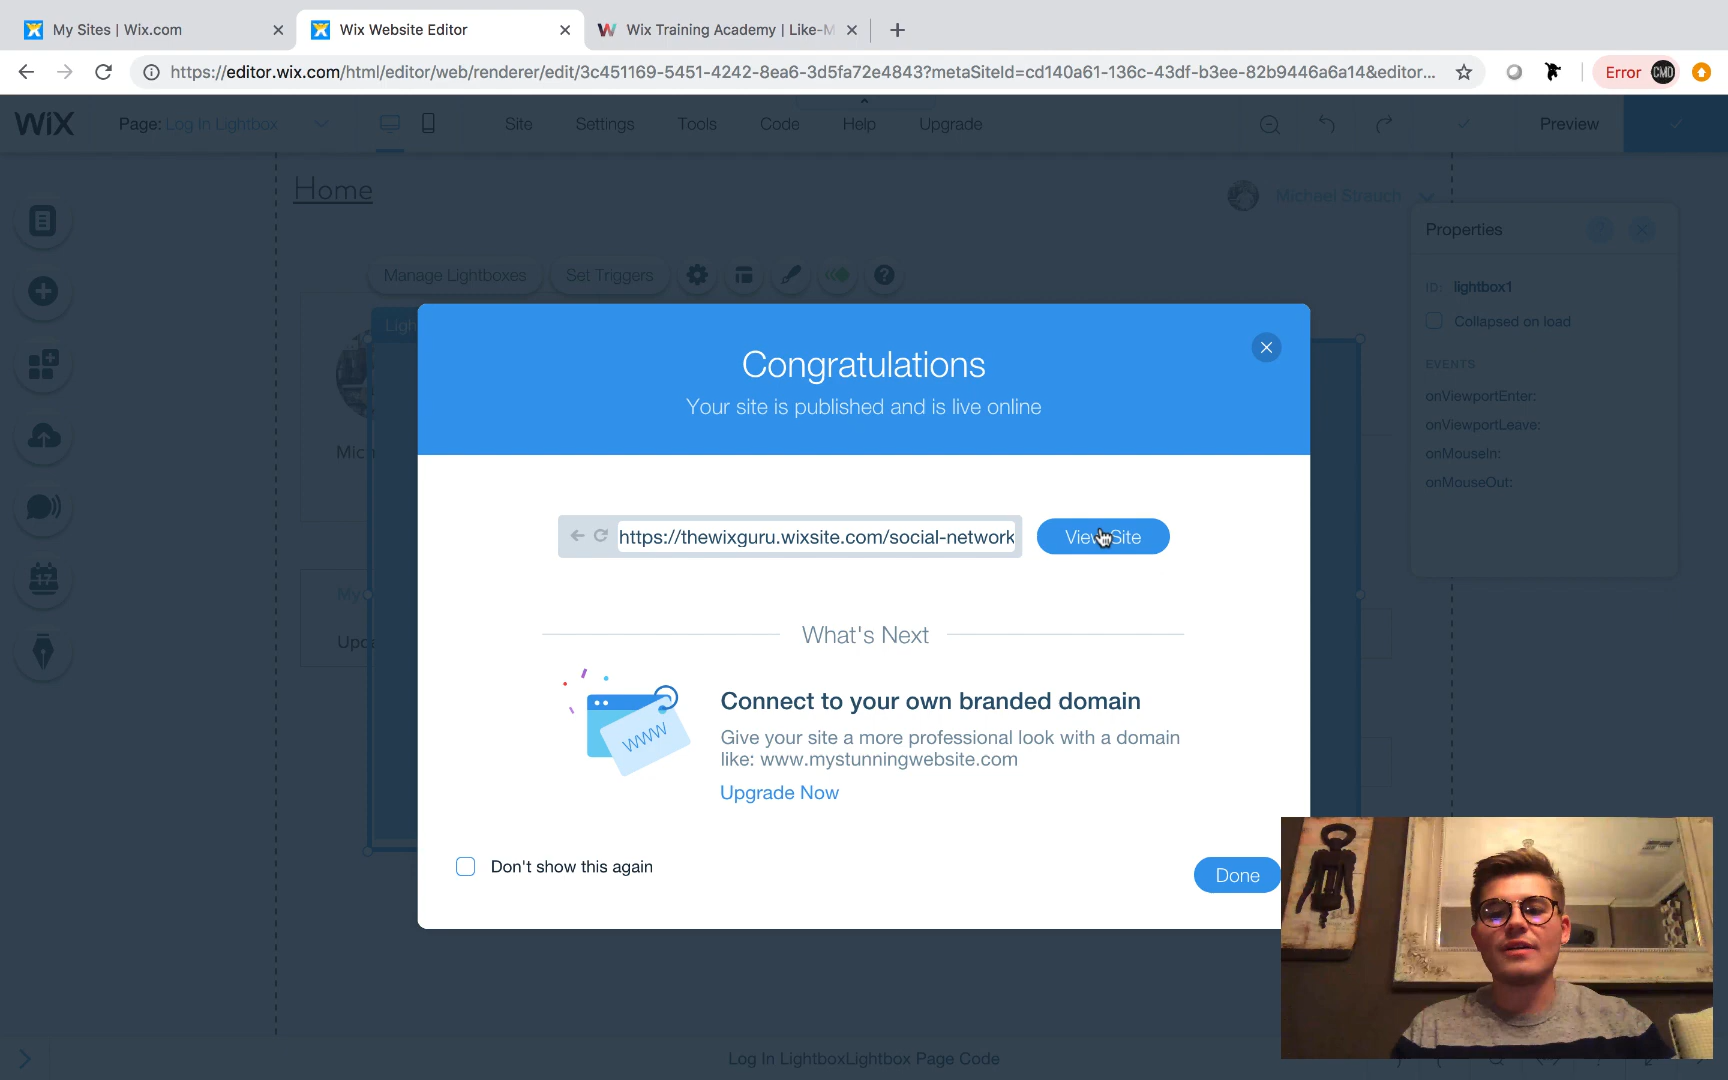 My Sites | Wix.com
Wix Website Editor
Wix Training Academy | Like-M
https://editor.wix.com/html/editor/web/renderer/edit/3c451169-5451-4242-8ea6-3d5fa72e4843?metaSiteId=cd140a61-136c-43df-b3ee-82b9446a6a14&editor...
Error CMD
WIX Page: Log In Lightbox Site Settings Tools Code Help Upgrade Preview
Home
Michael Strauch
Properties
Manage Lightboxes Set Triggers
ID: lightbox1
Collapsed on load
EVENTS
onViewportEnter:
onViewportLeave:
onMouseIn:
onMouseOut:
Congratulations
Your site is published and is live online
https://thewixguru.wixsite.com/social-network
View Site
What's Next
WWW
Connect to your own branded domain
Give your site a more professional look with a domain
like: www.mystunningwebsite.com
Upgrade Now
Don't show this again
Done
17
Log In LightboxLightbox Page Code